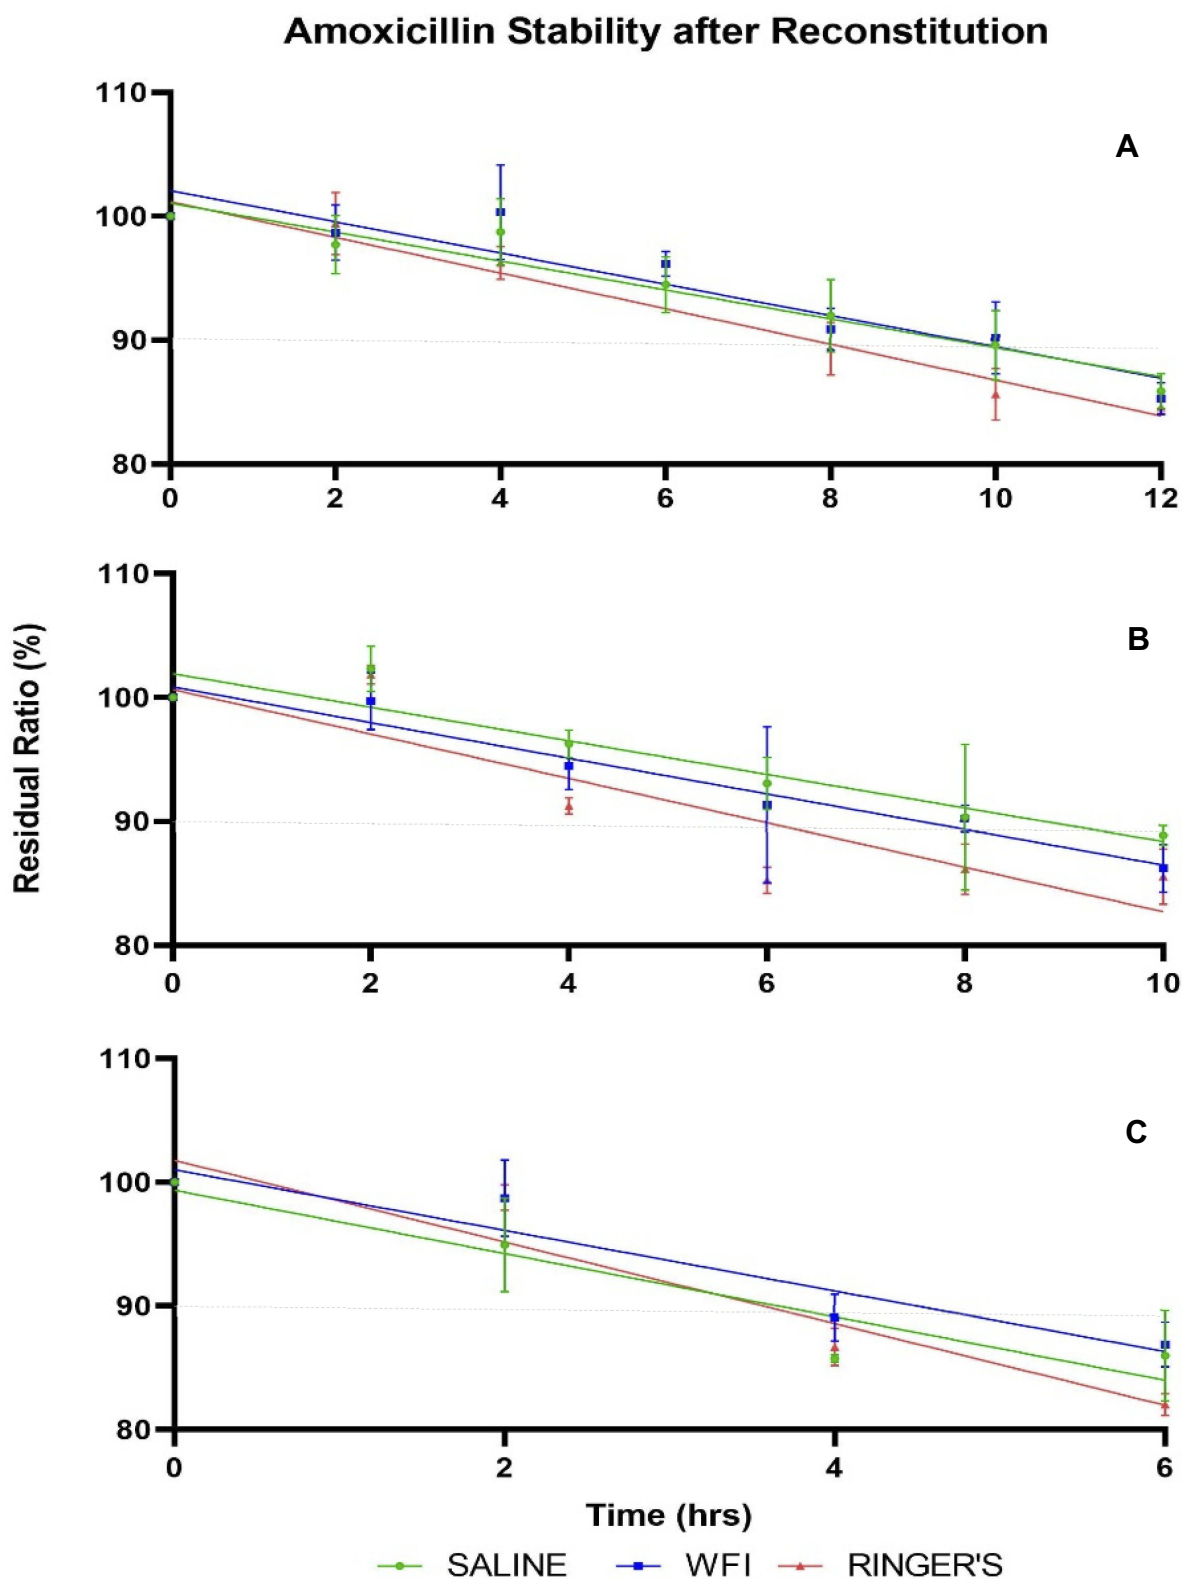 Amoxicillin Stability after Reconstitution
110
A
100
90
80
0 2 4 6 8 10 12
110
B
100
90
80
0 2 4 6 8 10
Residual Ratio (%)
110
C
100
90
80
0 2 4 6
Time (hrs)
SALINE WFI RINGER'S